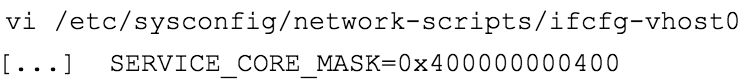 vi /etc/sysconfig/network-scripts/ifcfg-vhost0
[...] SERVICE_CORE_MASK=0x400000000400